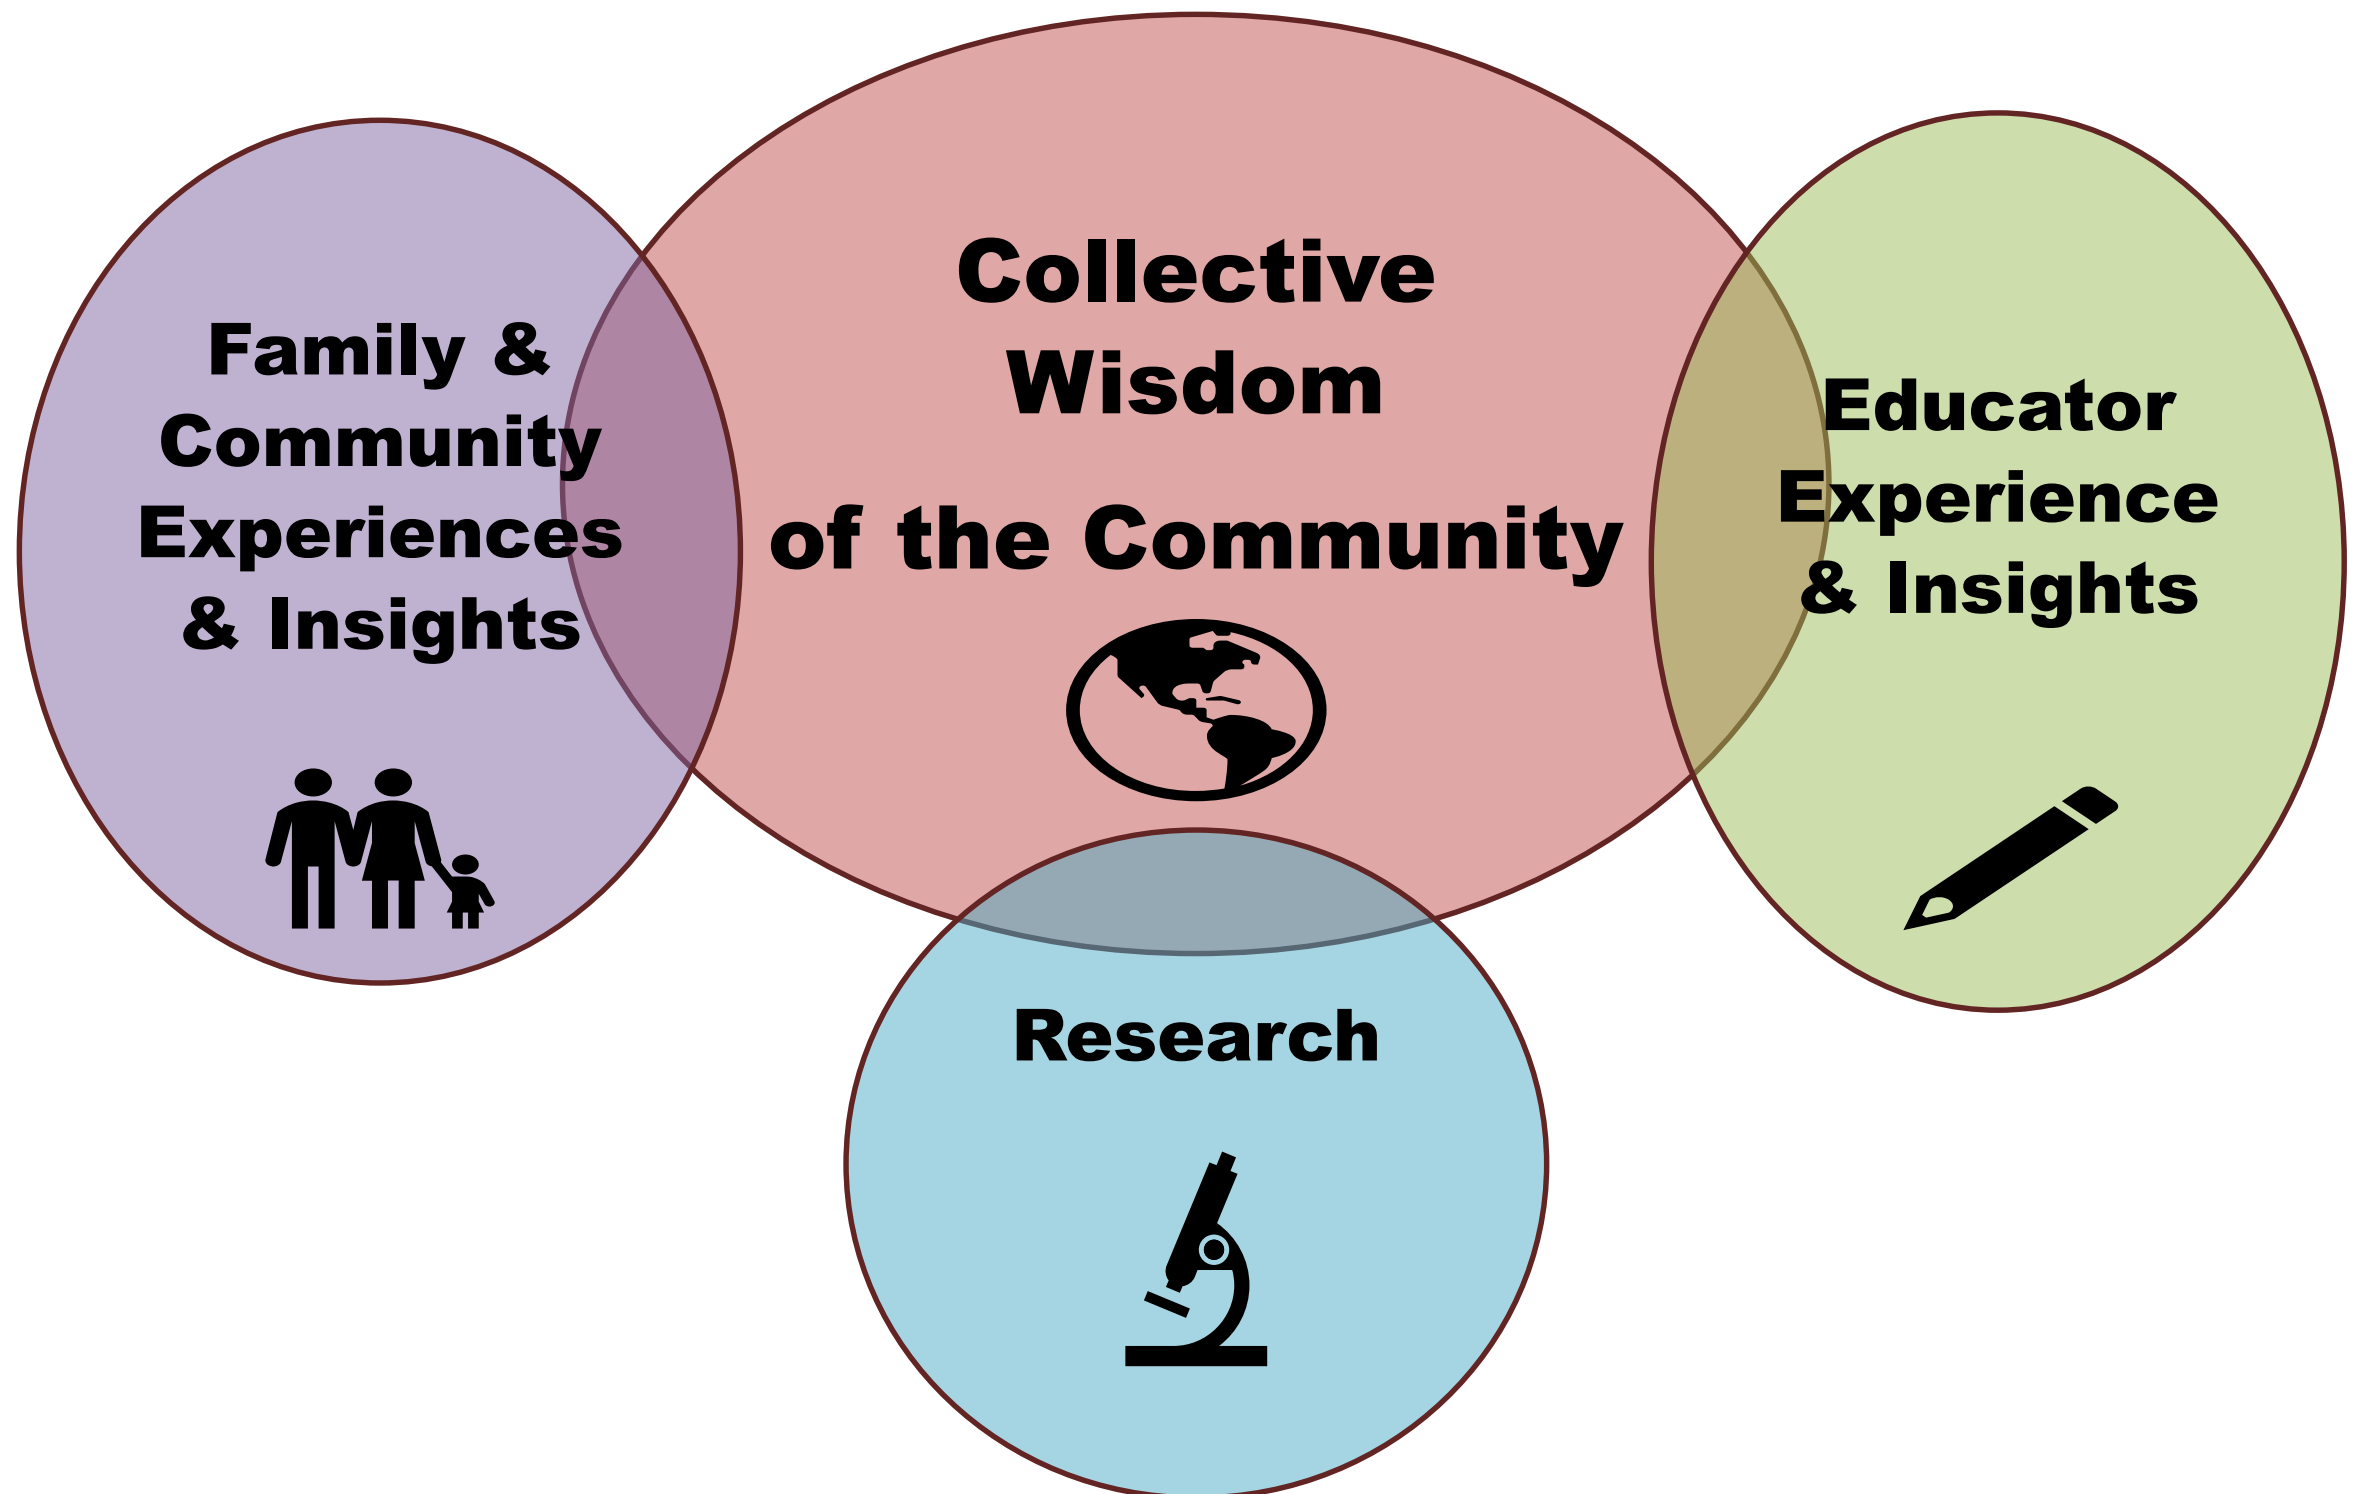 Collective
Wisdom
of the Community
Family &
Community
Experiences
& Insights
Educator
Experience
& Insights
Research